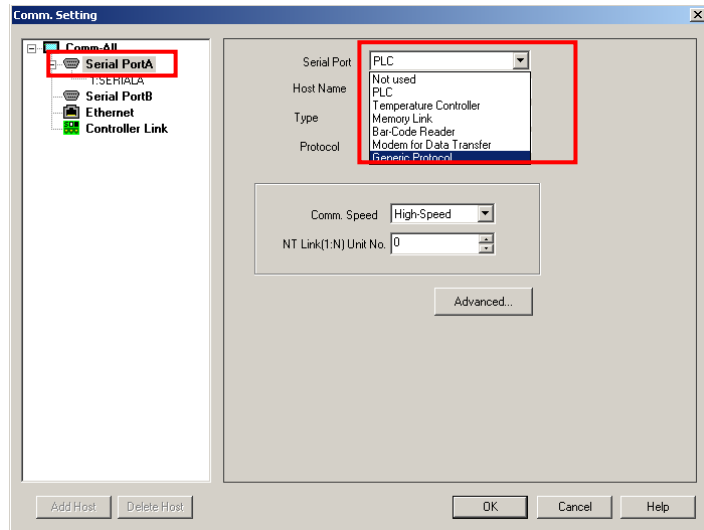 Comm. Setting
Comm-All
Serial PortA
1:SERIALA
Serial PortB
Ethernet
Controller Link
Serial Port PLC
Not used
Host Name
PLC
Temperature Controller
Type
Memory Link
Bar-Code Reader
Protocol
Modem for Data Transfer
Generic Protocol
Comm. Speed High-Speed
NT Link(1:N) Unit No. 0
Advanced...
Add Host Delete Host OK Cancel Help